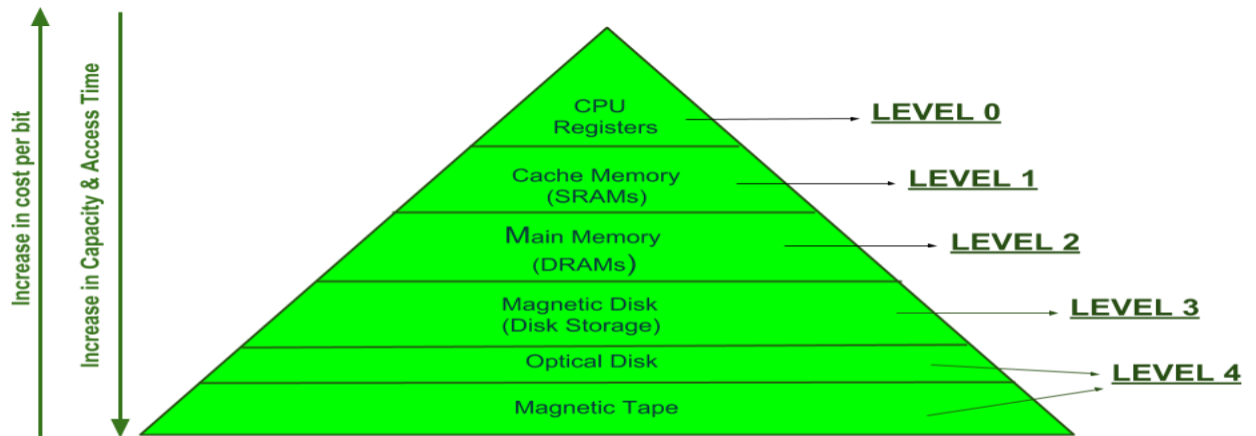 Increase in cost per bit
Increase in Capacity & Access Time
CPU
Registers
LEVEL 0
Cache Memory
(SRAMs)
LEVEL 1
Main Memory
(DRAMs)
LEVEL 2
Magnetic Disk
(Disk Storage)
LEVEL 3
Optical Disk
LEVEL 4
Magnetic Tape